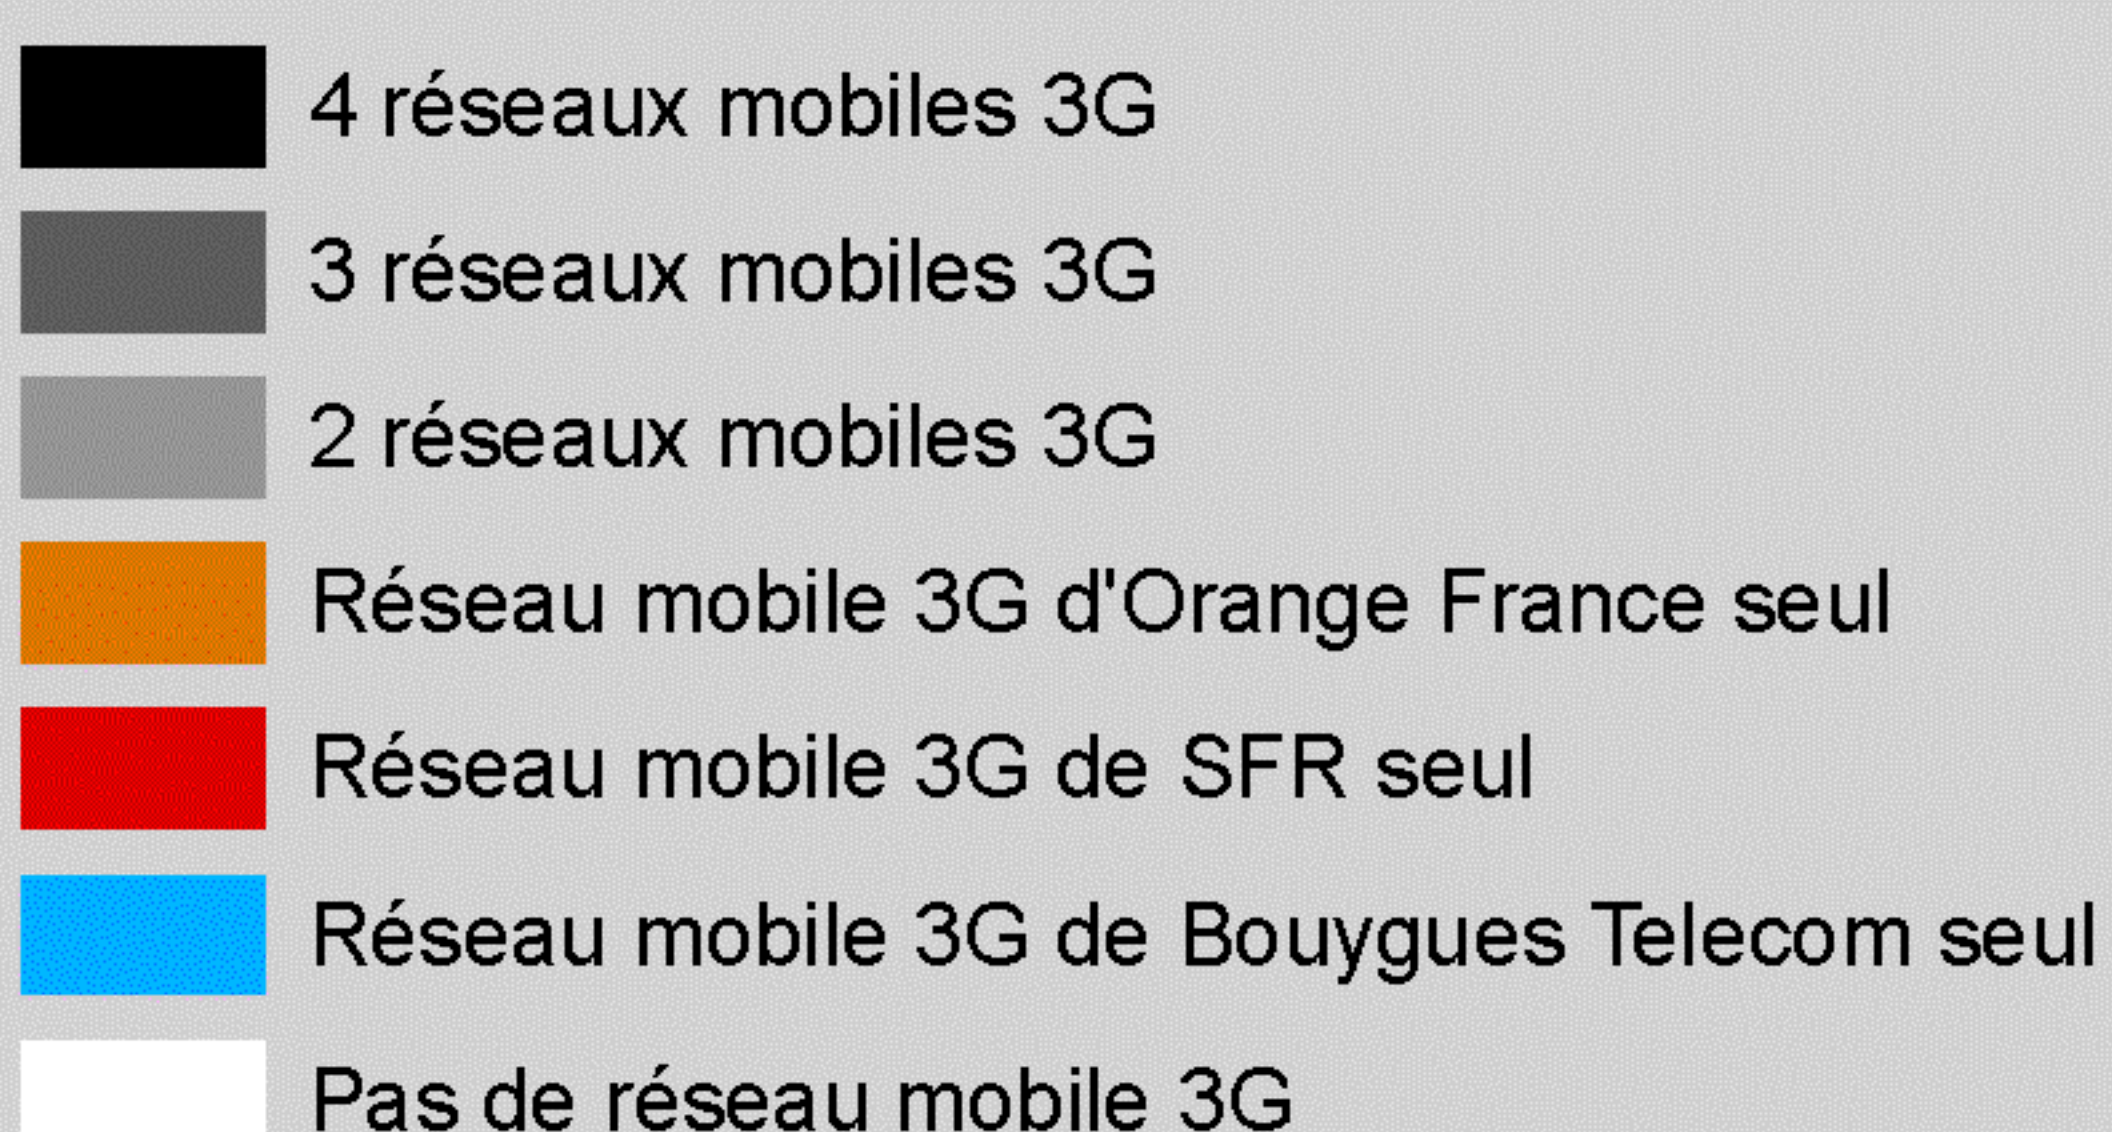 4 réseaux mobiles 3G
3 réseaux mobiles 3G
2 réseaux mobiles 3G
Réseau mobile 3G d'Orange France seul
Réseau mobile 3G de SFR seul
Réseau mobile 3G de Bouygues Telecom seul
Pas de réseau mobile 3G